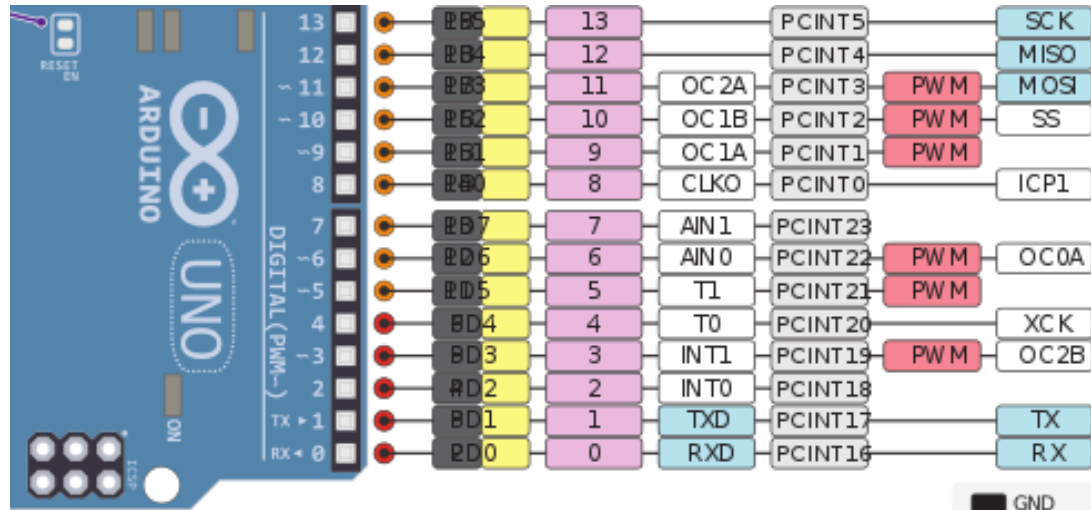 RESET EN
ARDUINO
UNO
DIGITAL (PWM~)
ON
ICSP
13 13 PCINT5 SCK
12 12 PCINT4 MISO
~11 11 OC2A PCINT3 PWM MOSI
~10 10 OC1B PCINT2 PWM SS
~9 9 OC1A PCINT1 PWM
8 8 CLKO PCINT0 ICP1
7 7 AIN1 PCINT23
~6 6 AIN0 PCINT22 PWM OC0A
~5 5 T1 PCINT21 PWM
4 4 T0 PCINT20 XCK
~3 3 INT1 PCINT19 PWM OC2B
2 2 INT0 PCINT18
TX▸1 1 TXD PCINT17 TX
RX◂0 0 RXD PCINT16 RX
GND